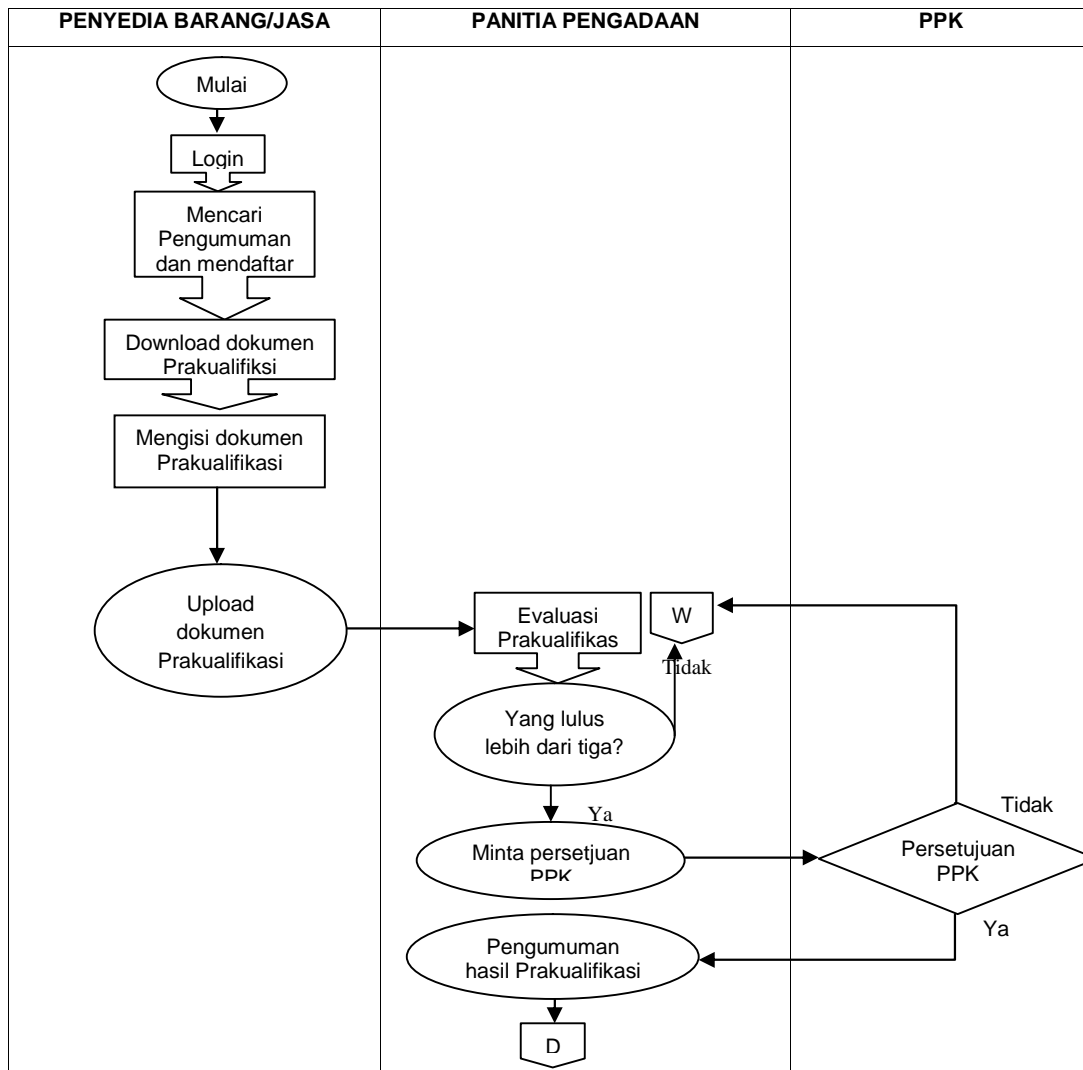 PENYEDIA BARANG/JASA
PANITIA PENGADAAN
PPK
Mulai
Login
Mencari
Pengumuman
dan mendaftar
Download dokumen
Prakualifiksi
Mengisi dokumen
Prakualifikasi
Upload
dokumen
Prakualifikasi
Evaluasi
Prakualifikas
W
Tidak
Yang lulus
lebih dari tiga?
Ya
Minta persetjuan
PPK
Tidak
Persetujuan
PPK
Ya
Pengumuman
hasil Prakualifikasi
D